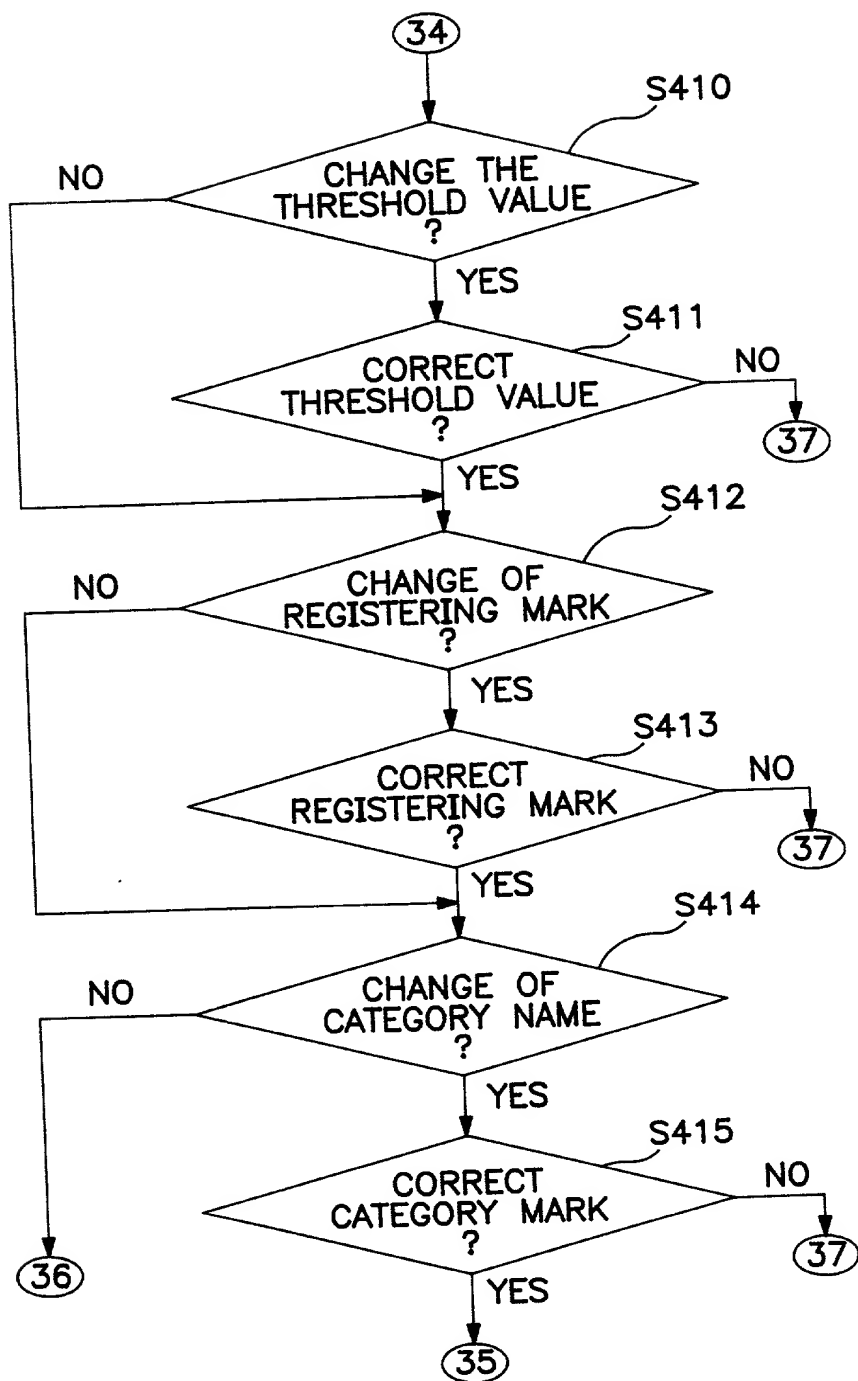 34
S410
CHANGE THE
THRESHOLD VALUE
?
NO
YES
S411
CORRECT
THRESHOLD VALUE
?
NO
37
YES
S412
CHANGE OF
REGISTERING MARK
?
NO
YES
S413
CORRECT
REGISTERING MARK
?
NO
37
YES
S414
CHANGE OF
CATEGORY NAME
?
NO
YES
S415
CORRECT
CATEGORY MARK
?
NO
37
36
YES
35